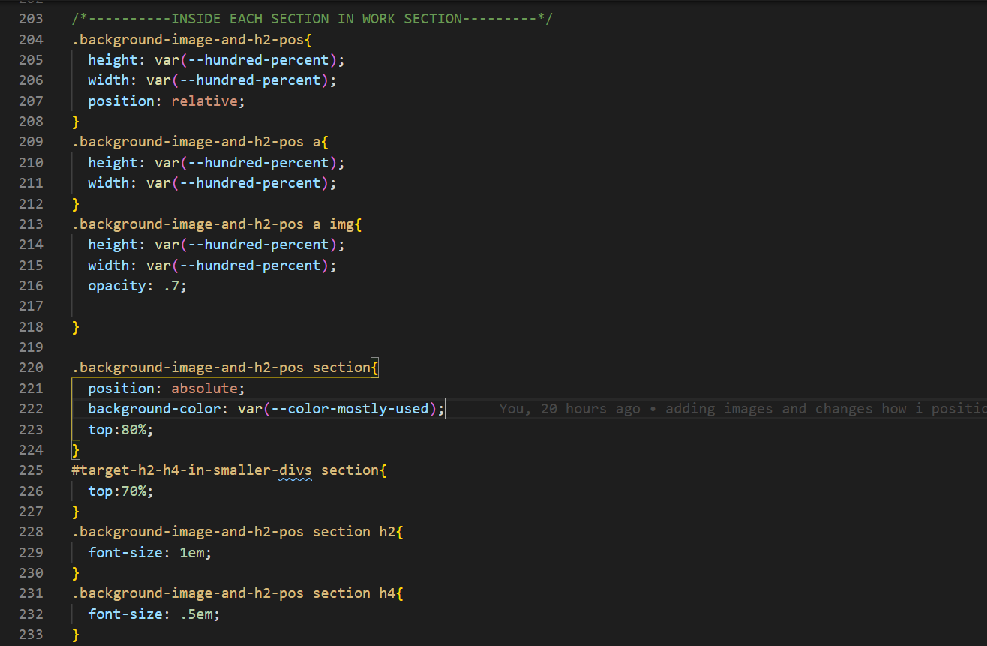 203 /*----------INSIDE EACH SECTION IN WORK SECTION---------*/
204 .background-image-and-h2-pos{
205 height: var(--hundred-percent);
206 width: var(--hundred-percent);
207 position: relative;
208 }
209 .background-image-and-h2-pos a{
210 height: var(--hundred-percent);
211 width: var(--hundred-percent);
212 }
213 .background-image-and-h2-pos a img{
214 height: var(--hundred-percent);
215 width: var(--hundred-percent);
216 opacity: .7;
217
218 }
219
220 .background-image-and-h2-pos section{
221 position: absolute;
222 background-color: var(--color-mostly-used); You, 20 hours ago • adding images and changes how i positio
223 top:80%;
224 }
225 #target-h2-h4-in-smaller-divs section{
226 top:70%;
227 }
228 .background-image-and-h2-pos section h2{
229 font-size: 1em;
230 }
231 .background-image-and-h2-pos section h4{
232 font-size: .5em;
233 }